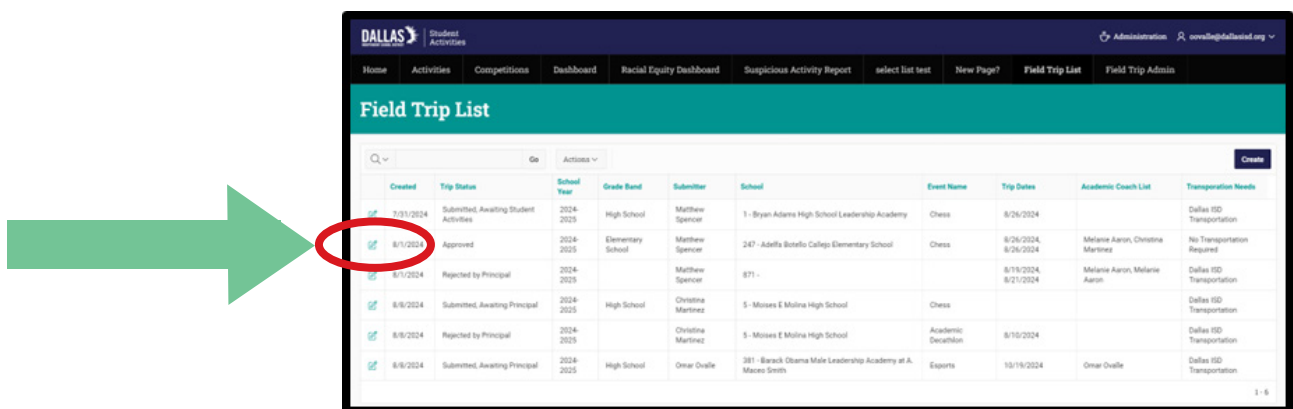 DALLAS Student
Activities
Administration oovalle@dallasisd.org
Home Activities Competitions Dashboard Racial Equity Dashboard Suspicious Activity Report select list test New Page? Field Trip List Field Trip Admin
Field Trip List
Go Actions Create
Created Trip Status School Year Grade Band Submitter School Event Name Trip Dates Academic Coach List Transporation Needs
7/31/2024 Submitted, Awaiting Student Activities 2024-2025 High School Matthew Spencer 1 - Bryan Adams High School Leadership Academy Chess 8/26/2024 Dallas ISD Transportation
8/1/2024 Approved 2024-2025 Elementary School Matthew Spencer 247 - Adelfa Botello Callejo Elementary School Chess 8/26/2024, 8/26/2024 Melanie Aaron, Christina Martinez No Transportation Required
8/1/2024 Rejected by Principal 2024-2025 Matthew Spencer 871 - 8/19/2024, 8/21/2024 Melanie Aaron, Melanie Aaron Dallas ISD Transportation
8/8/2024 Submitted, Awaiting Principal 2024-2025 High School Christina Martinez 5 - Moises E Molina High School Chess Dallas ISD Transportation
8/8/2024 Rejected by Principal 2024-2025 Christina Martinez 5 - Moises E Molina High School Academic Decathlon 8/10/2024 Dallas ISD Transportation
8/8/2024 Submitted, Awaiting Principal 2024-2025 High School Omar Ovalle 381 - Barack Obama Male Leadership Academy at A. Maceo Smith Esports 10/19/2024 Omar Ovalle Dallas ISD Transportation
1 - 6